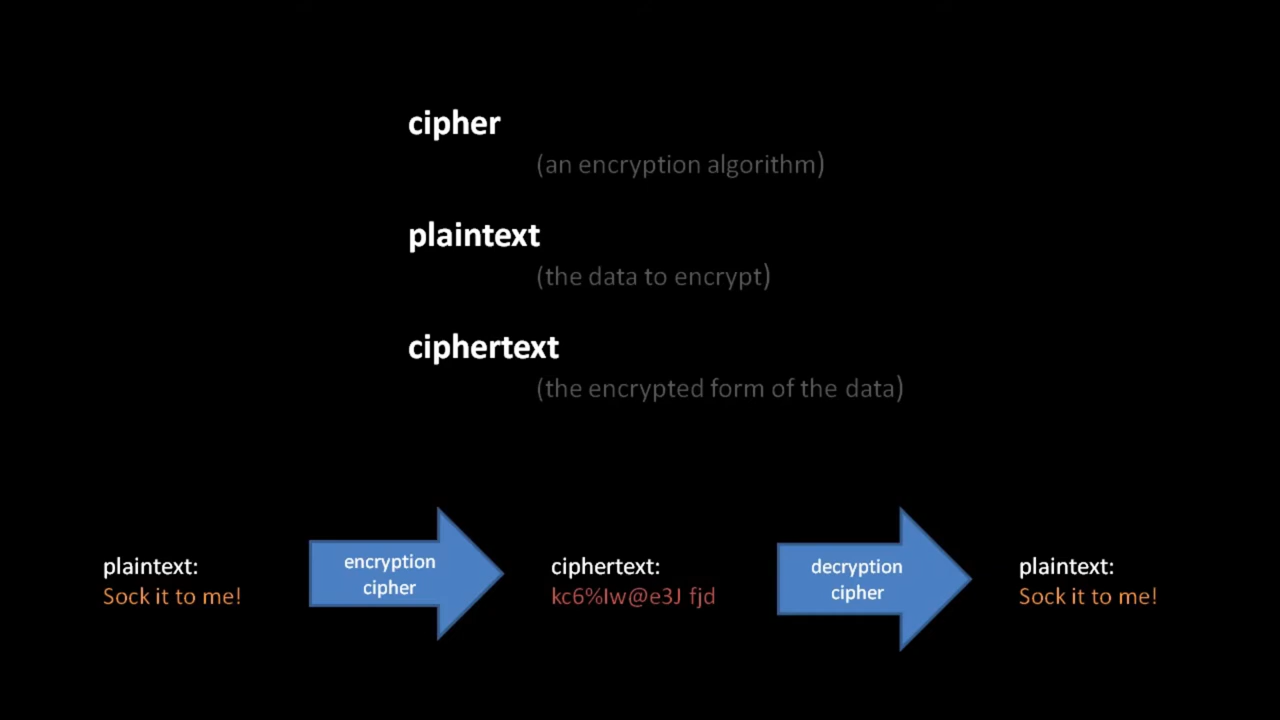 cipher
(an encryption algorithm)
plaintext
(the data to encrypt)
ciphertext
(the encrypted form of the data)
plaintext:
Sock it to me!
encryption
cipher
ciphertext:
kc6%Iw@e3J fjd
decryption
cipher
plaintext:
Sock it to me!